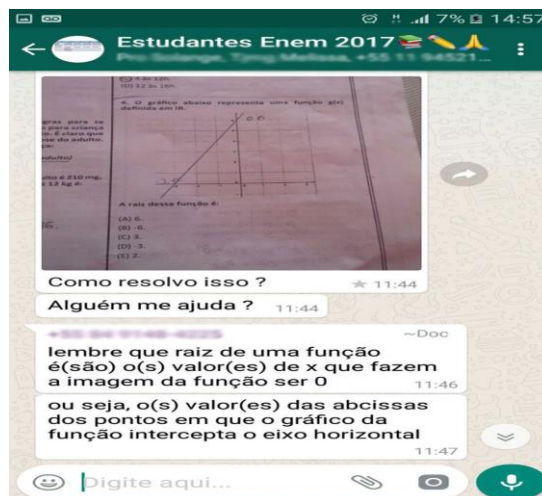 7% 14:57
Estudantes Enem 2017
(D) 12 às 16h.
4. O gráfico abaixo representa uma função g(x)
definida em IR.
A raiz dessa função é:
(A) 6.
(B) -6.
(C) 3.
(D) -3.
(E) 2.
Como resolvo isso ?
11:44
Alguém me ajuda ? 11:44
~Doc
lembre que raiz de uma função
é(são) o(s) valor(es) de x que fazem
a imagem da função ser 0
11:46
ou seja, o(s) valor(es) das abcissas
dos pontos em que o gráfico da
função intercepta o eixo horizontal
11:47
Digite aqui...